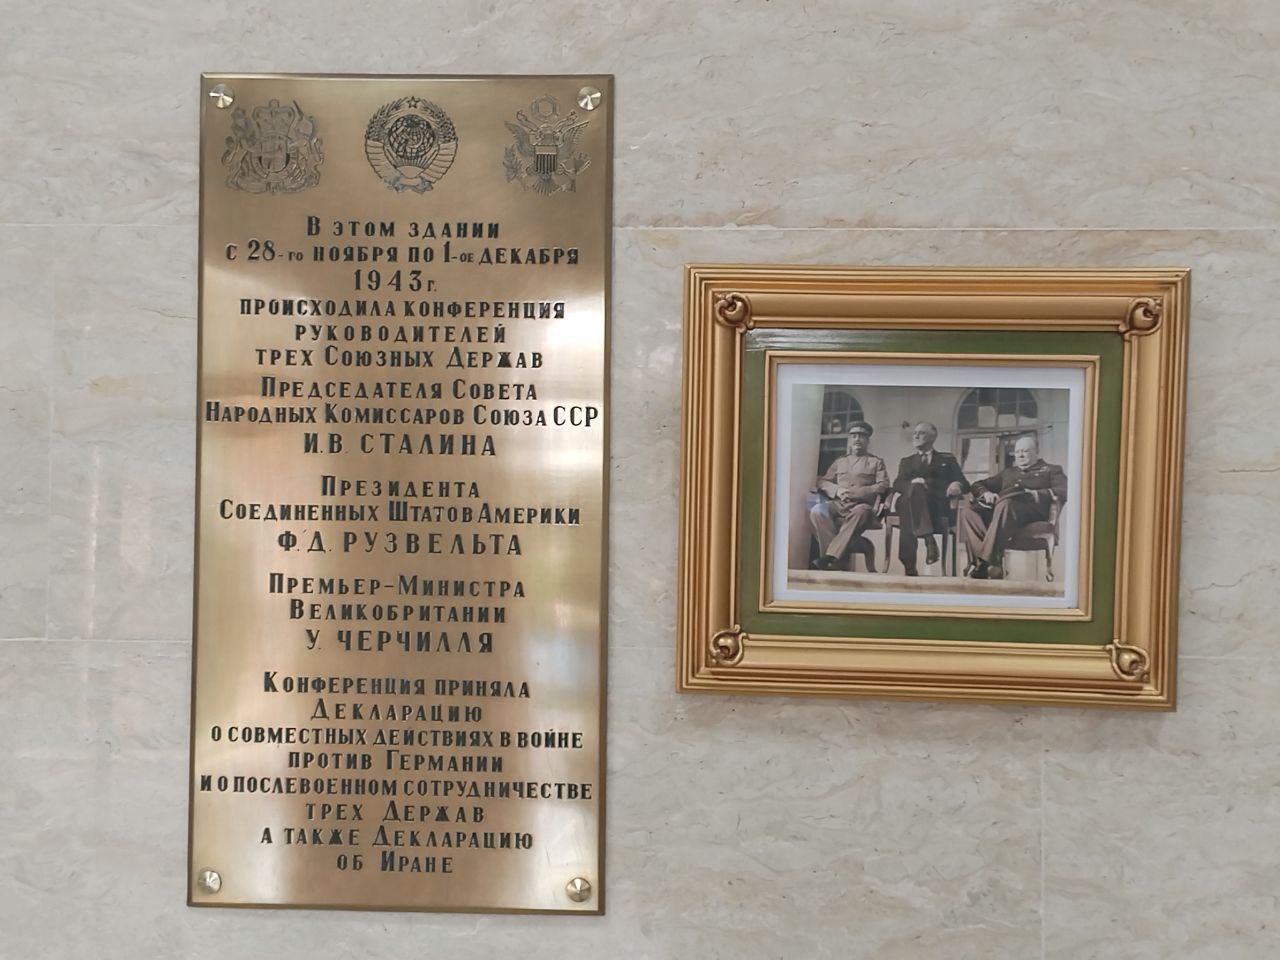 В этом здании
с 28-го ноября по 1-ое декабря
1943г.
происходила конференция
руководителей
трех Союзных Держав
Председателя Совета
Народных Комиссаров Союза ССР
И.В. СТАЛИНА
Президента
Соединенных Штатов Америки
Ф.Д. РУЗВЕЛЬТА
Премьер-Министра
Великобритании
У. ЧЕРЧИЛЛЯ
Конференция приняла
Декларацию
о совместных действиях в войне
против Германии
и о послевоенном сотрудничестве
трех Держав
а также Декларацию
об Иране